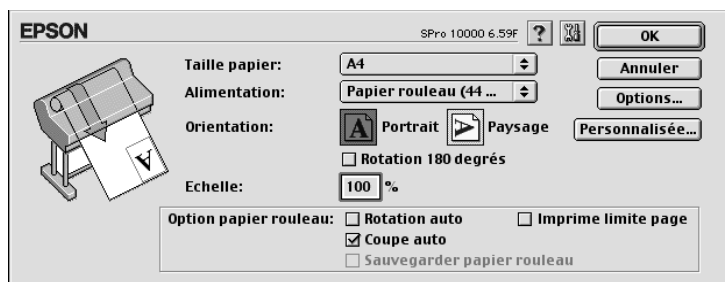 EPSON SPro 10000 6.59F ? OK
Taille papier: A4 Annuler
Alimentation: Papier rouleau (44 ... Options...
Orientation: A Portrait A Paysage Personnalisée...
Rotation 180 degrés
Echelle: 100 %
Option papier rouleau: Rotation auto Imprime limite page
Coupe auto
Sauvegarder papier rouleau
A